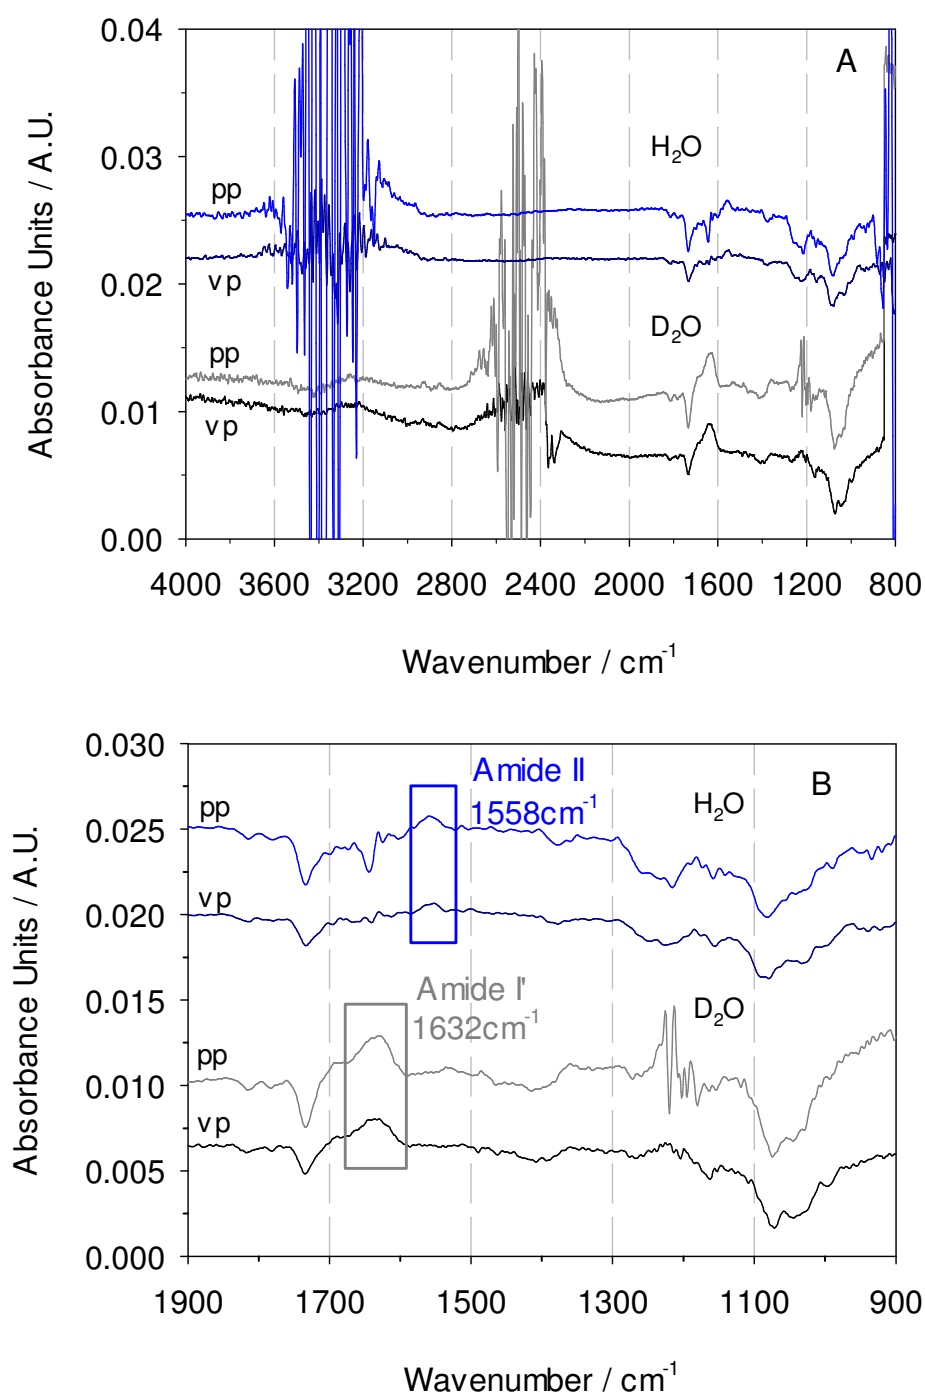 0.04
A
0.03
H2O
pp
Absorbance Units / A.U.
vp
0.02
D2O
pp
vp
0.01
0.00
4000 3600 3200 2800 2400 2000 1600 1200 800
Wavenumber / cm-1
0.030
Amide II
B
1558cm-1
H2O
pp
0.025
vp
0.020
Absorbance Units / A.U.
0.015
Amide I'
1632cm-1
D2O
pp
0.010
vp
0.005
0.000
1900 1700 1500 1300 1100 900
Wavenumber / cm-1